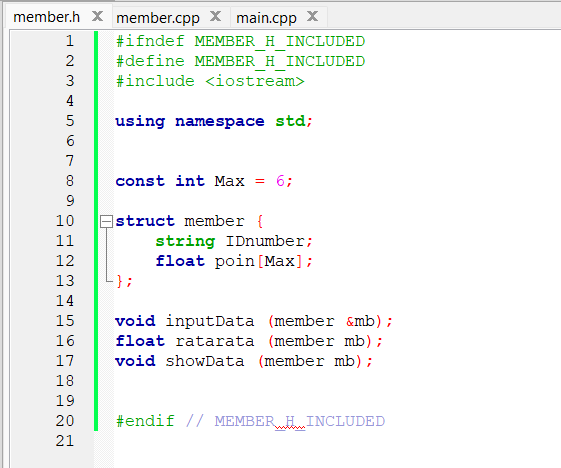 member.h member.cpp main.cpp
1 #ifndef MEMBER_H_INCLUDED
2 #define MEMBER_H_INCLUDED
3 #include <iostream>
4
5 using namespace std;
6
7
8 const int Max = 6;
9
10 struct member {
11 string IDnumber;
12 float poin[Max];
13 };
14
15 void inputData (member &mb);
16 float ratarata (member mb);
17 void showData (member mb);
18
19
20 #endif // MEMBER_H_INCLUDED
21